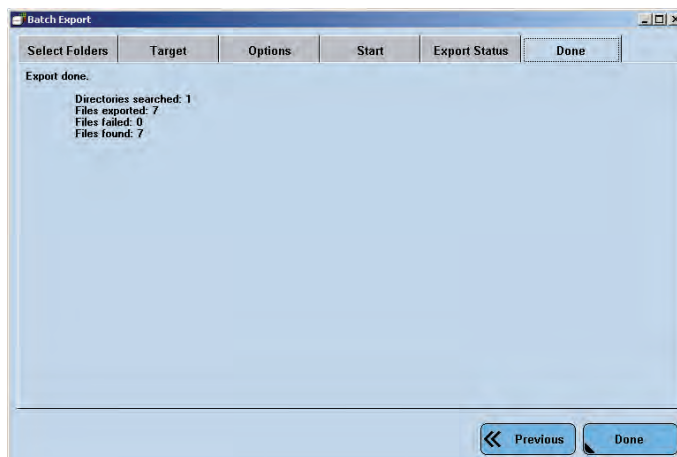 Batch Export
Select Folders Target Options Start Export Status Done
Export done.
Directories searched: 1
Files exported: 7
Files failed: 0
Files found: 7
Previous Done